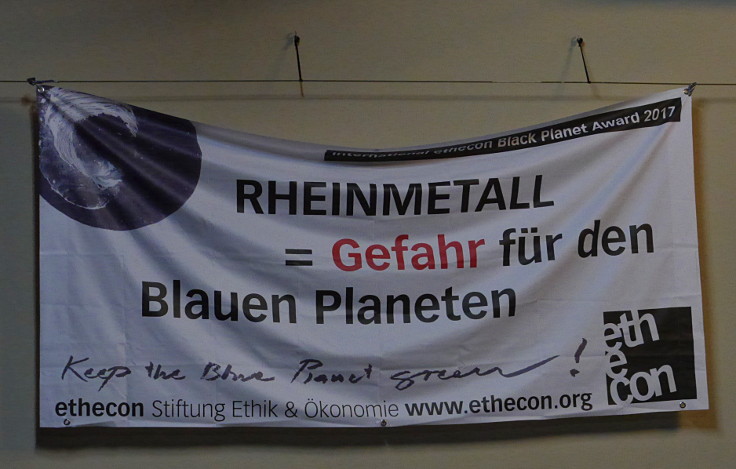 International ethecon Black Planet Award 2017
RHEINMETALL
= Gefahr für den
Blauen Planeten
Keep the Blue Planet green!
eth
econ
ethecon Stiftung Ethik & Ökonomie www.ethecon.org